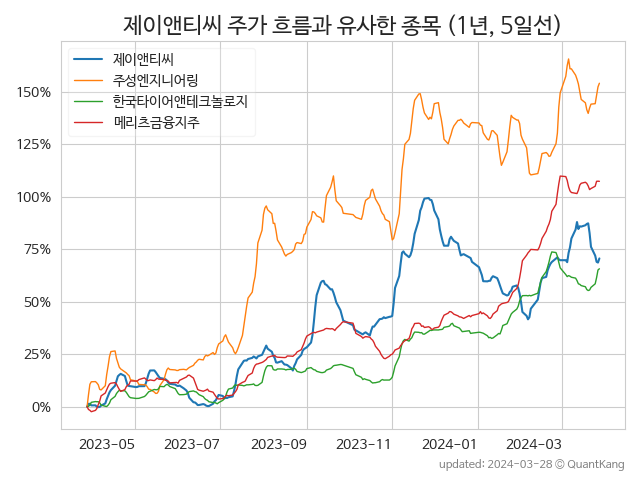 제이앤티씨 주가 흐름과 유사한 종목 (1년, 5일선)
제이앤티씨
주성엔지니어링
한국타이어앤테크놀로지
메리츠금융지주
150%
125%
100%
75%
50%
25%
0%
2023-05 2023-07 2023-09 2023-11 2024-01 2024-03
updated: 2024-03-28 © QuantKang